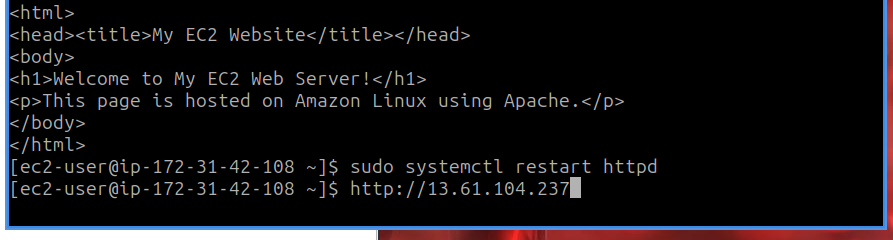 <html>
<head><title>My EC2 Website</title></head>
<body>
<h1>Welcome to My EC2 Web Server!</h1>
<p>This page is hosted on Amazon Linux using Apache.</p>
</body>
</html>
[ec2-user@ip-172-31-42-108 ~]$ sudo systemctl restart httpd
[ec2-user@ip-172-31-42-108 ~]$ http://13.61.104.237